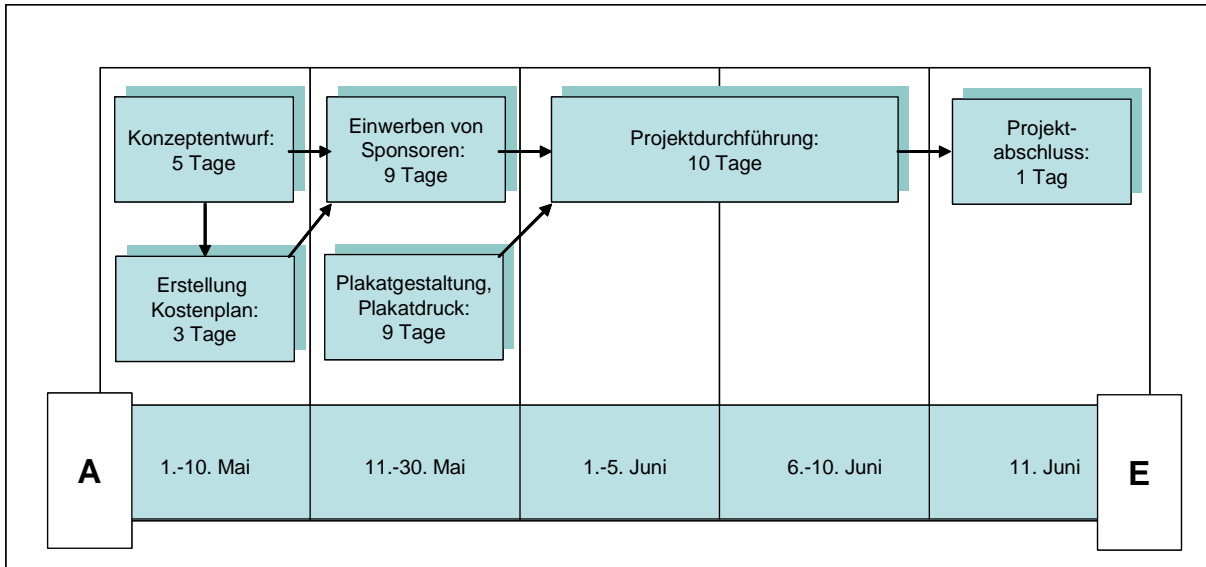 Konzeptentwurf:
5 Tage
Einwerben von
Sponsoren:
9 Tage
Projektdurchführung:
10 Tage
Projekt-
abschluss:
1 Tag
Erstellung
Kostenplan:
3 Tage
Plakatgestaltung,
Plakatdruck:
9 Tage
A
1.-10. Mai
11.-30. Mai
1.-5. Juni
6.-10. Juni
11. Juni
E